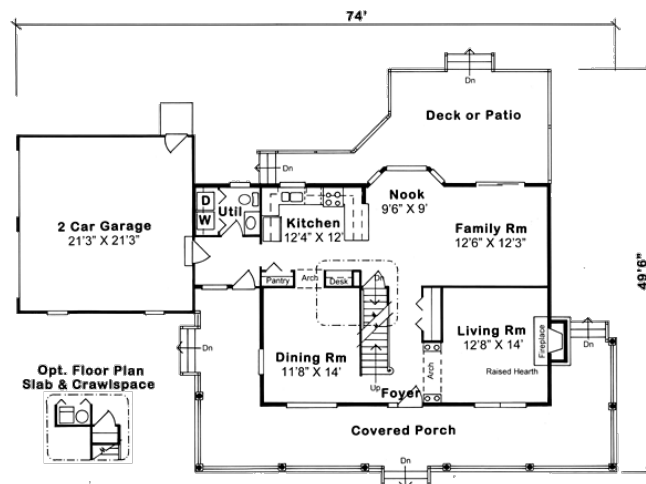 74'
Dn
Deck or Patio
Dn
D
W
Util
Nook
9'6" X 9'
2 Car Garage
21'3" X 21'3"
Kitchen
12'4" X 12'
Family Rm
12'6" X 12'3"
49'6"
Pantry
Arch
Desk
Dn
Dn
Dining Rm
11'8" X 14'
Up
Foyer
Arch
Living Rm
12'8" X 14'
Raised Hearth
Fireplace
Dn
Opt. Floor Plan
Slab & Crawlspace
Covered Porch
Dn